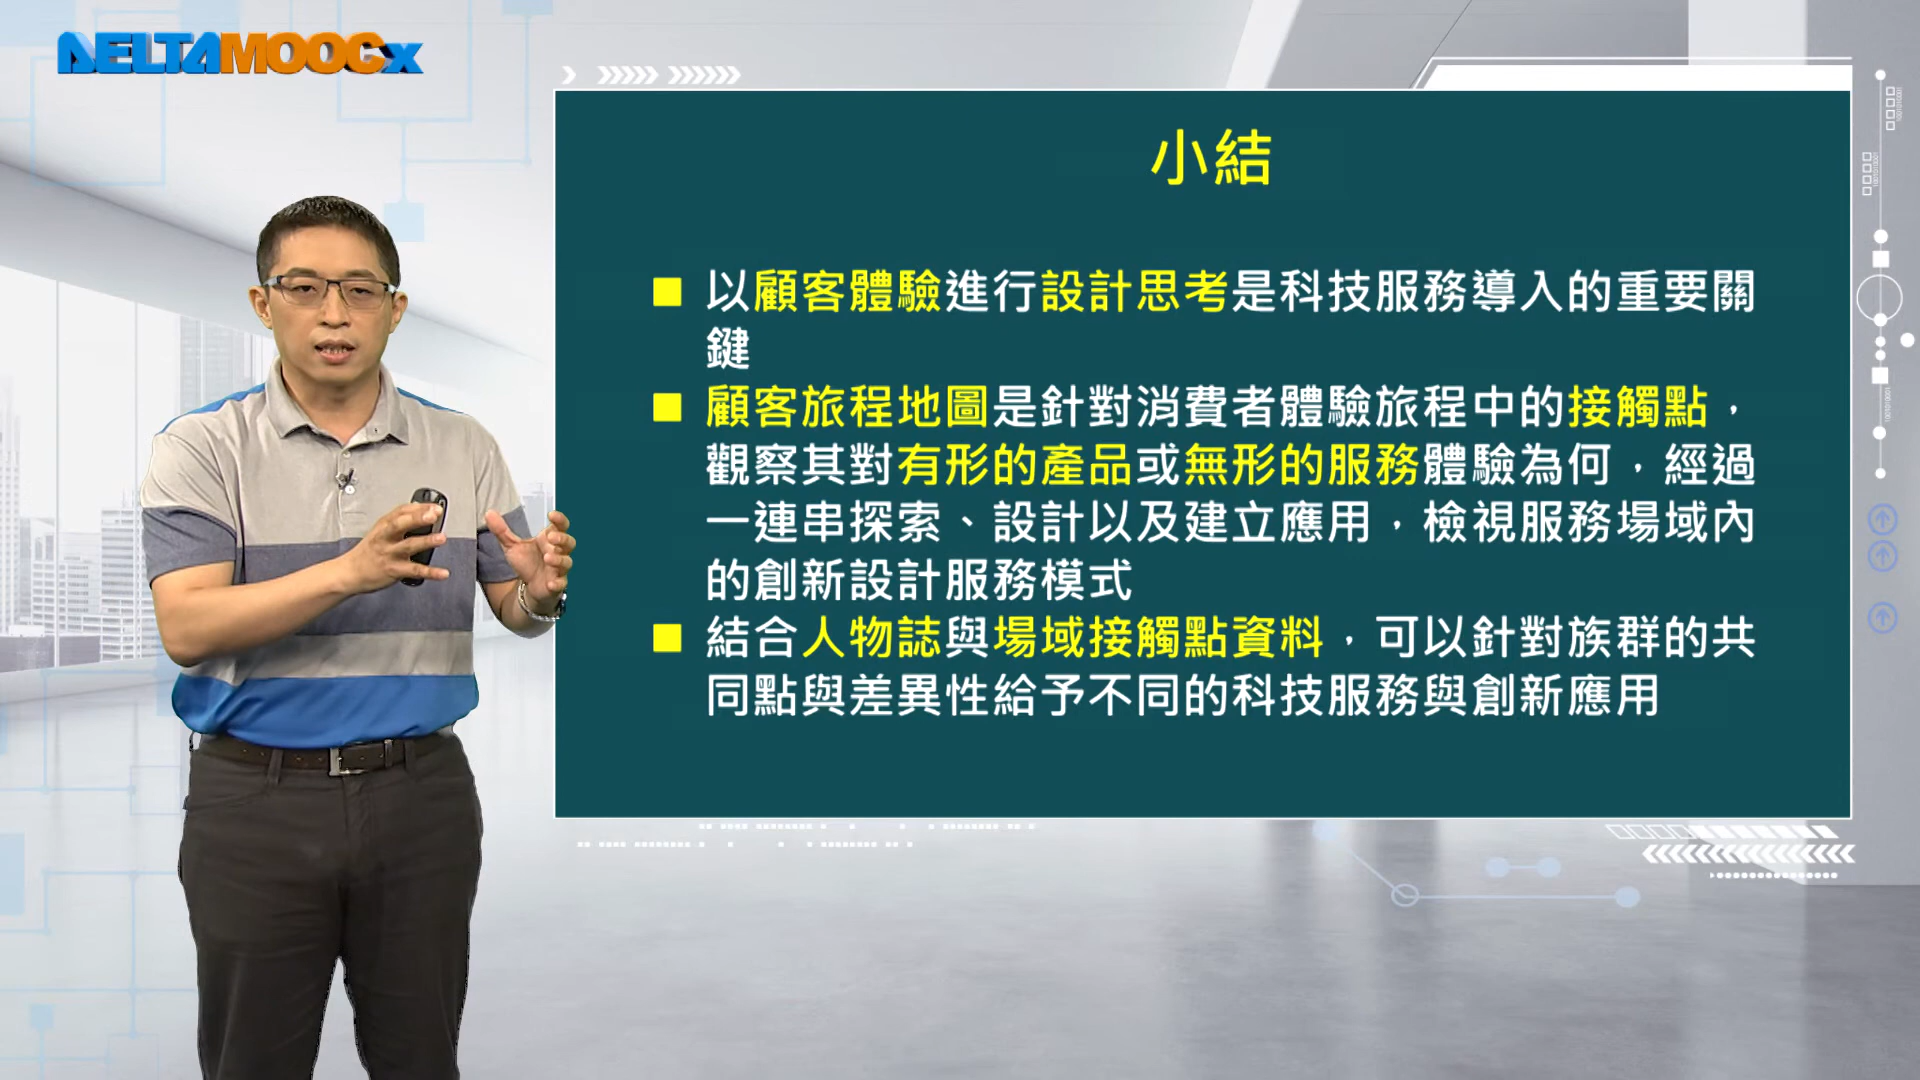 DELTAMOOCx
小結
以顧客體驗進行設計思考是科技服務導入的重要關
鍵
顧客旅程地圖是針對消費者體驗旅程中的接觸點，
觀察其對有形的產品或無形的服務體驗為何，經過
一連串探索、設計以及建立應用，檢視服務場域內
的創新設計服務模式
結合人物誌與場域接觸點資料，可以針對族群的共
同點與差異性給予不同的科技服務與創新應用